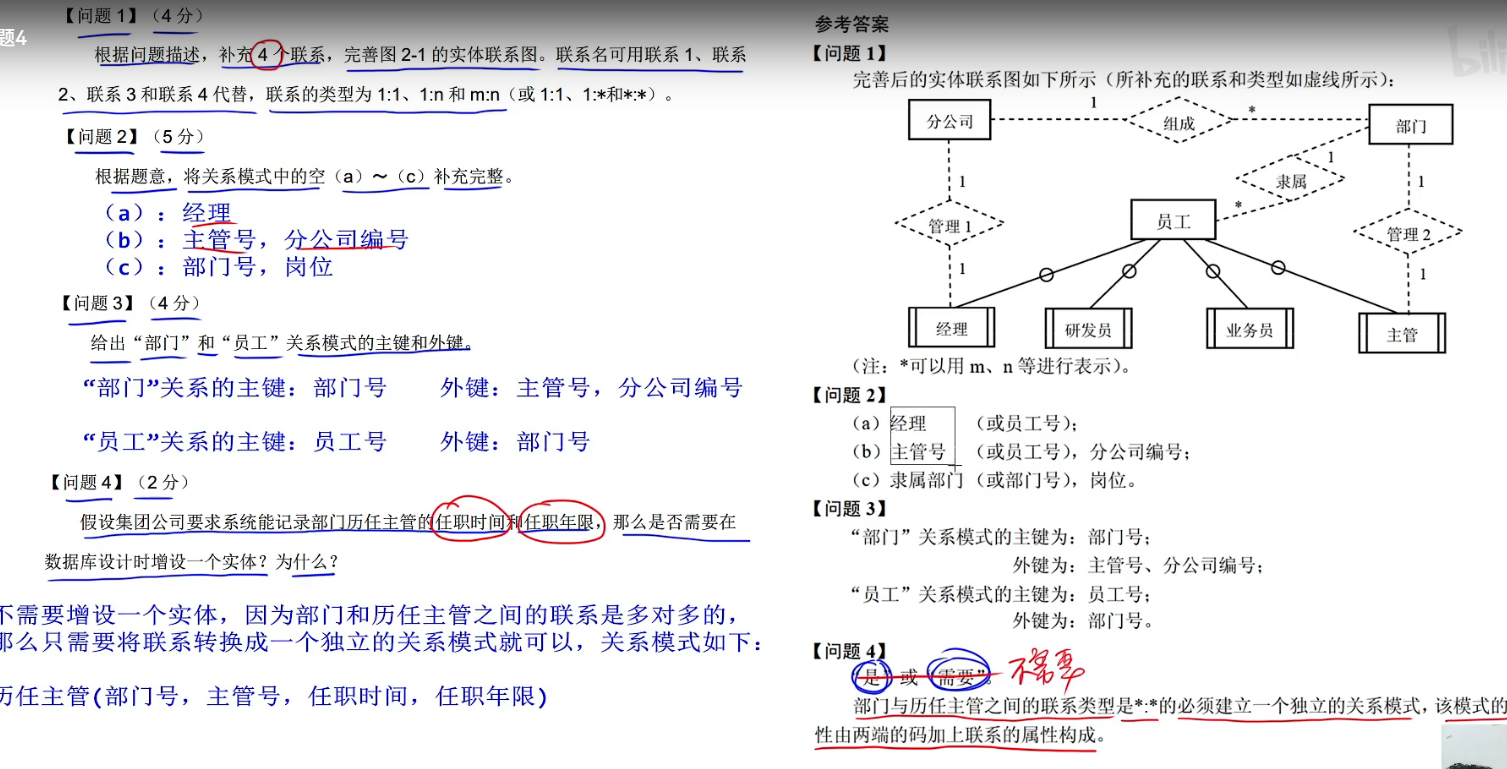 题4
【问题 1】（4 分）
根据问题描述，补充 4 个联系，完善图 2-1 的实体联系图。联系名可用联系 1、联系
2、联系 3 和联系 4 代替，联系的类型为 1:1、1:n 和 m:n（或 1:1、1:*和*:*）。
【问题 2】（5 分）
根据题意，将关系模式中的空（a）～（c）补充完整。
（a）：经理
（b）：主管号，分公司编号
（c）：部门号，岗位
【问题 3】（4 分）
给出“部门”和“员工”关系模式的主键和外键。
“部门”关系的主键：部门号 外键：主管号，分公司编号
“员工”关系的主键：员工号 外键：部门号
【问题 4】（2 分）
假设集团公司要求系统能记录部门历任主管的任职时间和任职年限，那么是否需要在
数据库设计时增设一个实体？为什么？
不需要增设一个实体，因为部门和历任主管之间的联系是多对多的，
那么只需要将联系转换成一个独立的关系模式就可以，关系模式如下：
历任主管(部门号，主管号，任职时间，任职年限)
参考答案
【问题 1】
完善后的实体联系图如下所示（所补充的联系和类型如虚线所示）：
分公司
1
组成
*
部门
1
隶属
*
1
管理 1
1
员工
1
管理 2
1
经理
研发员
业务员
主管
（注：*可以用 m、n 等进行表示）。
【问题 2】
（a）经理 （或员工号）；
（b）主管号 （或员工号），分公司编号；
（c）隶属部门（或部门号），岗位。
【问题 3】
“部门”关系模式的主键为：部门号；
外键为：主管号、分公司编号；
“员工”关系模式的主键为：员工号；
外键为：部门号。
【问题 4】
“是”或“需要”。 不需要
部门与历任主管之间的联系类型是*:*的必须建立一个独立的关系模式，该模式的
性由两端的码加上联系的属性构成。